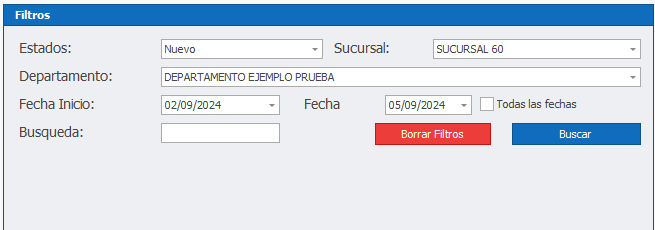 Filtros
Estados: Nuevo Sucursal: SUCURSAL 60
Departamento: DEPARTAMENTO EJEMPLO PRUEBA
Fecha Inicio: 02/09/2024 Fecha 05/09/2024 Todas las fechas
Busqueda: Borrar Filtros Buscar